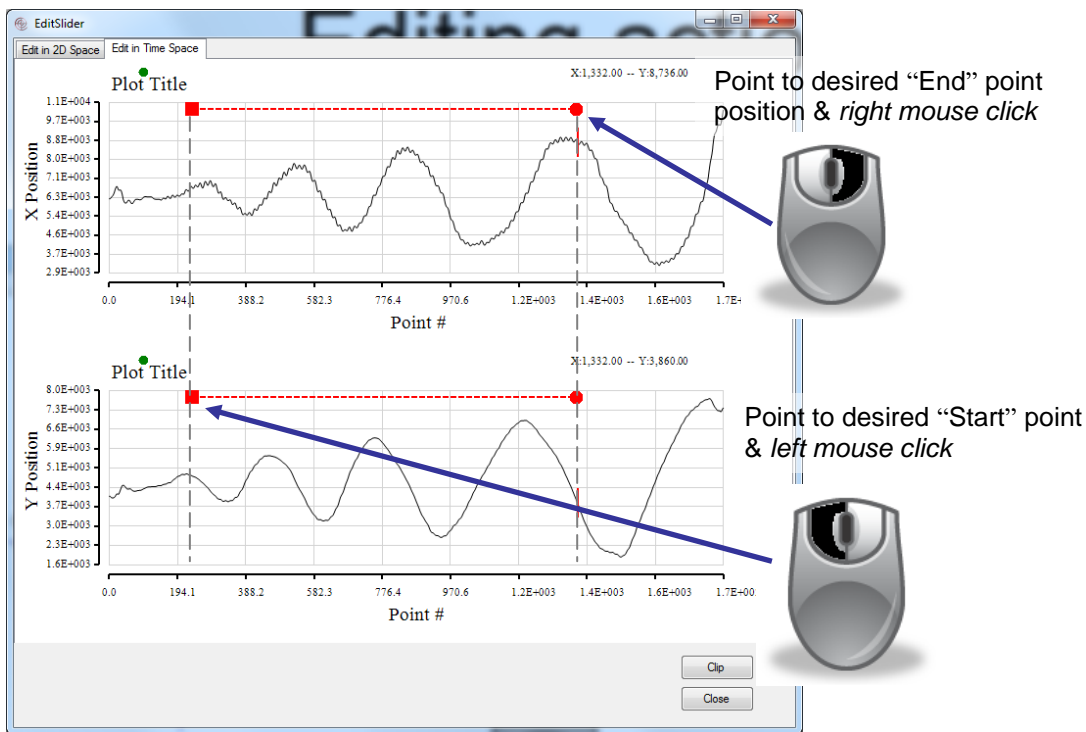 EditSlider
Edit in 2D Space
Edit in Time Space
Plot Title
X:1,332.00 -- Y:8,736.00
1.1E+004
9.7E+003
8.8E+003
8.0E+003
7.1E+003
6.3E+003
5.4E+003
4.6E+003
3.7E+003
2.9E+003
X Position
0.0 194.1 388.2 582.3 776.4 970.6 1.2E+003 1.4E+003 1.6E+003 1.7E+
Point #
Plot Title
X:1,332.00 -- Y:3,860.00
8.0E+003
7.3E+003
6.6E+003
5.9E+003
5.1E+003
4.4E+003
3.7E+003
3.0E+003
2.3E+003
1.6E+003
Y Position
0.0 194.1 388.2 582.3 776.4 970.6 1.2E+003 1.4E+003 1.6E+003 1.7E+00
Point #
Clip
Close
Point to desired “End” point
position & right mouse click
Point to desired “Start” point
& left mouse click